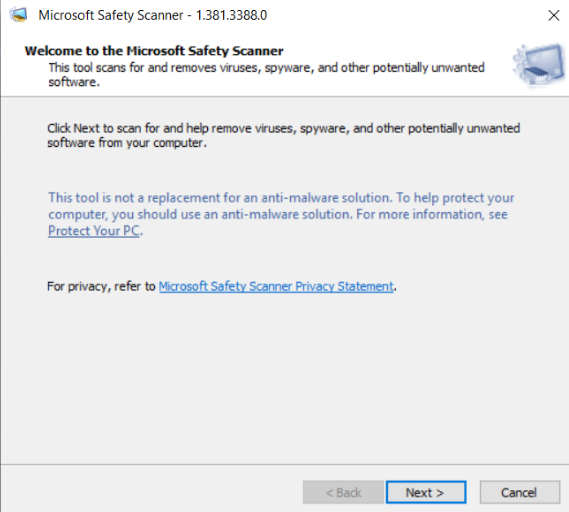 Microsoft Safety Scanner - 1.381.3388.0
Welcome to the Microsoft Safety Scanner
This tool scans for and removes viruses, spyware, and other potentially unwanted
software.
Click Next to scan for and help remove viruses, spyware, and other potentially unwanted
software from your computer.
This tool is not a replacement for an anti-malware solution. To help protect your
computer, you should use an anti-malware solution. For more information, see
Protect Your PC.
For privacy, refer to Microsoft Safety Scanner Privacy Statement.
< Back Next > Cancel